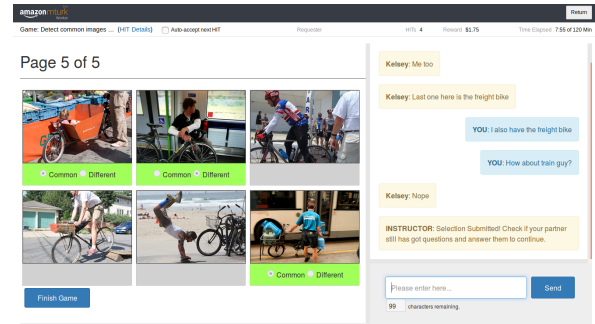 amazon mturk
Worker
Return
Game: Detect common images ... (HIT Details) Auto-accept next HIT Requester HITs 4 Reward $1.75 Time Elapsed 7:55 of 120 Min
Page 5 of 5
Common Different
Common Different
Common Different
Finish Game
Kelsey: Me too
Kelsey: Last one here is the freight bike
YOU: I also have the freight bike
YOU: How about train guy?
Kelsey: Nope
INSTRUCTOR: Selection Submitted! Check if your partner
still has got questions and answer them to continue.
Please enter here...
Send
99 characters remaining.